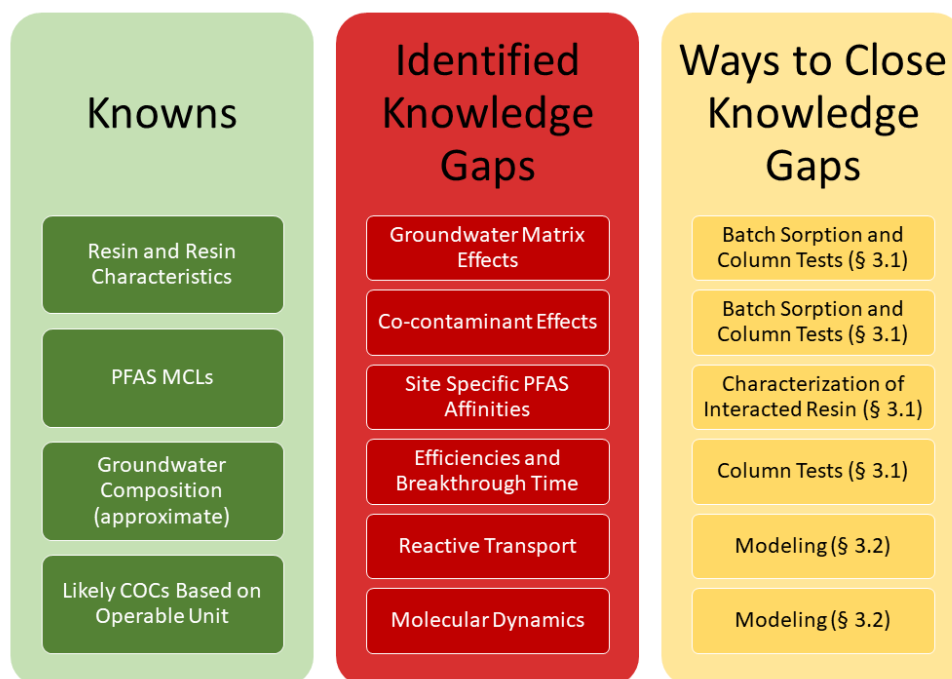 Knowns
Resin and Resin
Characteristics
PFAS MCLs
Groundwater
Composition
(approximate)
Likely COCs Based on
Operable Unit
Identified
Knowledge
Gaps
Groundwater Matrix
Effects
Co-contaminant Effects
Site Specific PFAS
Affinities
Efficiencies and
Breakthrough Time
Reactive Transport
Molecular Dynamics
Ways to Close
Knowledge
Gaps
Batch Sorption and
Column Tests (§ 3.1)
Batch Sorption and
Column Tests (§ 3.1)
Characterization of
Interacted Resin (§ 3.1)
Column Tests (§ 3.1)
Modeling (§ 3.2)
Modeling (§ 3.2)